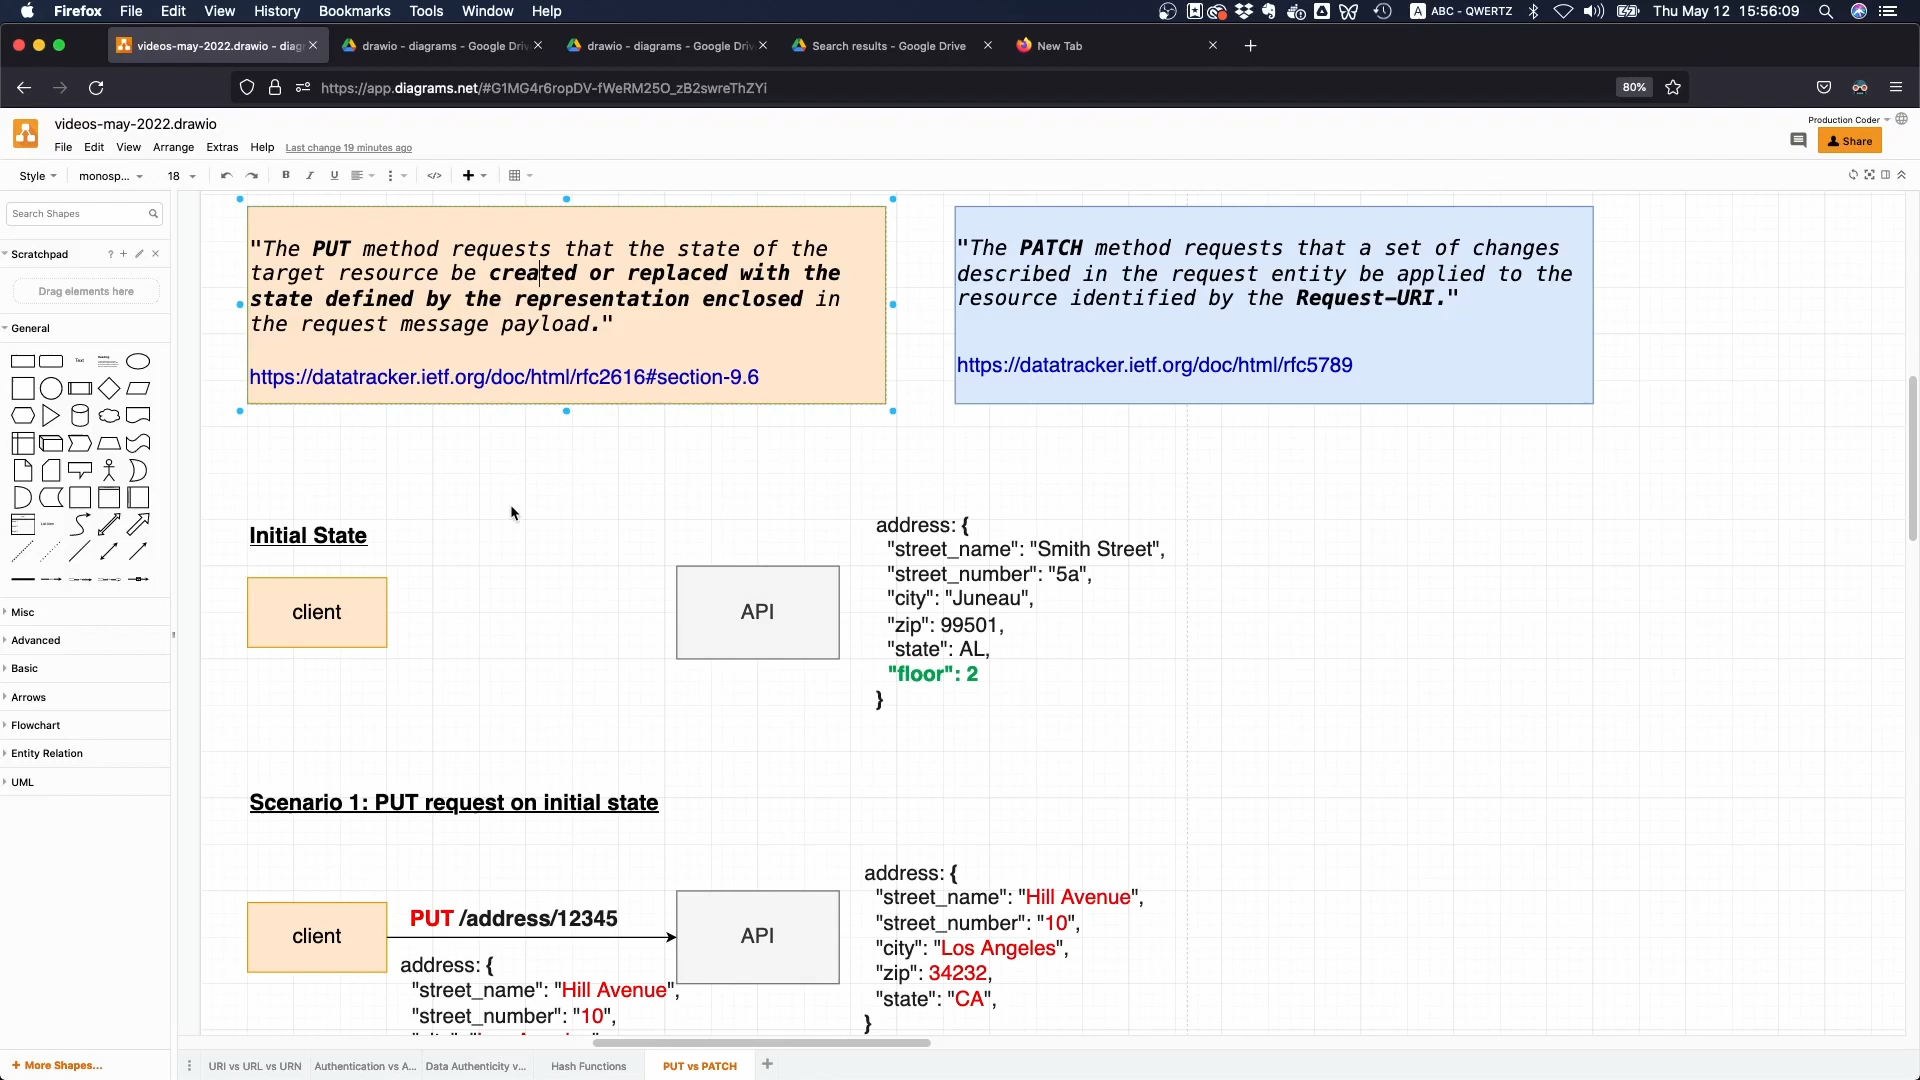 Firefox File Edit View History Bookmarks Tools Window Help
A ABC - QWERTZ Thu May 12 15:56:09
videos-may-2022.drawio - diag
drawio - diagrams - Google Driv
drawio - diagrams - Google Driv
Search results - Google Drive
New Tab
https://app.diagrams.net/#G1MG4r6ropDV-fWeRM25O_zB2swreThZYi
80%
videos-may-2022.drawio
Production Coder
File Edit View Arrange Extras Help Last change 19 minutes ago
Share
Style monosp... 18 B I U
Search Shapes
Scratchpad ?
Drag elements here
General
Text
Heading
List Item
Misc
Advanced
Basic
Arrows
Flowchart
Entity Relation
UML
+ More Shapes...
"The PUT method requests that the state of the
target resource be created or replaced with the
state defined by the representation enclosed in
the request message payload."
https://datatracker.ietf.org/doc/html/rfc2616#section-9.6
"The PATCH method requests that a set of changes
described in the request entity be applied to the
resource identified by the Request-URI."
https://datatracker.ietf.org/doc/html/rfc5789
Initial State
client
API
address: {
"street_name": "Smith Street",
"street_number": "5a",
"city": "Juneau",
"zip": 99501,
"state": AL,
"floor": 2
}
Scenario 1: PUT request on initial state
client
PUT /address/12345
address: {
"street_name": "Hill Avenue",
"street_number": "10",
API
address: {
"street_name": "Hill Avenue",
"street_number": "10",
"city": "Los Angeles",
"zip": 34232,
"state": "CA",
}
URI vs URL vs URN
Authentication vs A...
Data Authenticity v...
Hash Functions
PUT vs PATCH